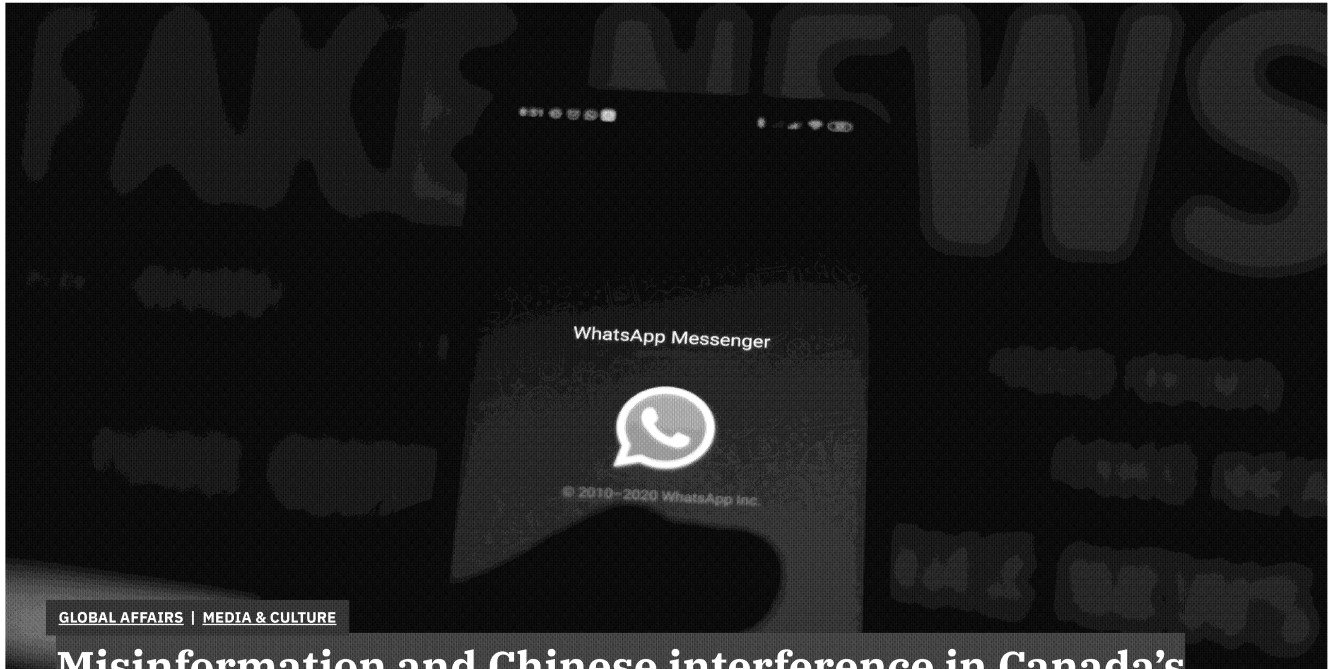 FAKE NEWS
WhatsApp Messenger
© 2010–2020 WhatsApp Inc.
GLOBAL AFFAIRS | MEDIA & CULTURE
Misinformation and Chinese interference in Canada’s